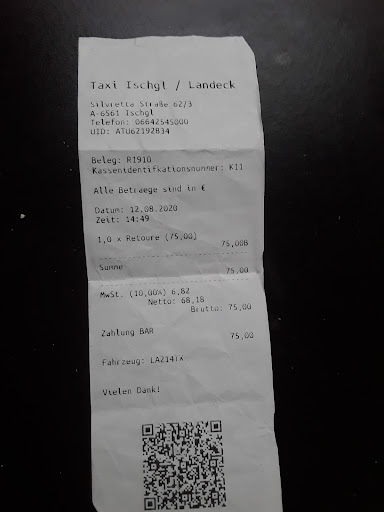 Taxi Ischgl / Landeck
Silvretta Straße 62/3
A-6561 Ischgl
Telefon: 06642545000
UID: ATU62192834
Beleg: R1910
Kassenidentifkationsnunner: K11
Alle Betraege sind in €
Datum: 12.08.2020
Zeit: 14:49
1,0 x Retoure (75,00)
75,00B
Summe
75,00
MwSt. (10,00%) 6,82
Netto: 68,18
Brutto: 75,00
Zahlung BAR
75,00
Fahrzeug:
Vielen Dank!